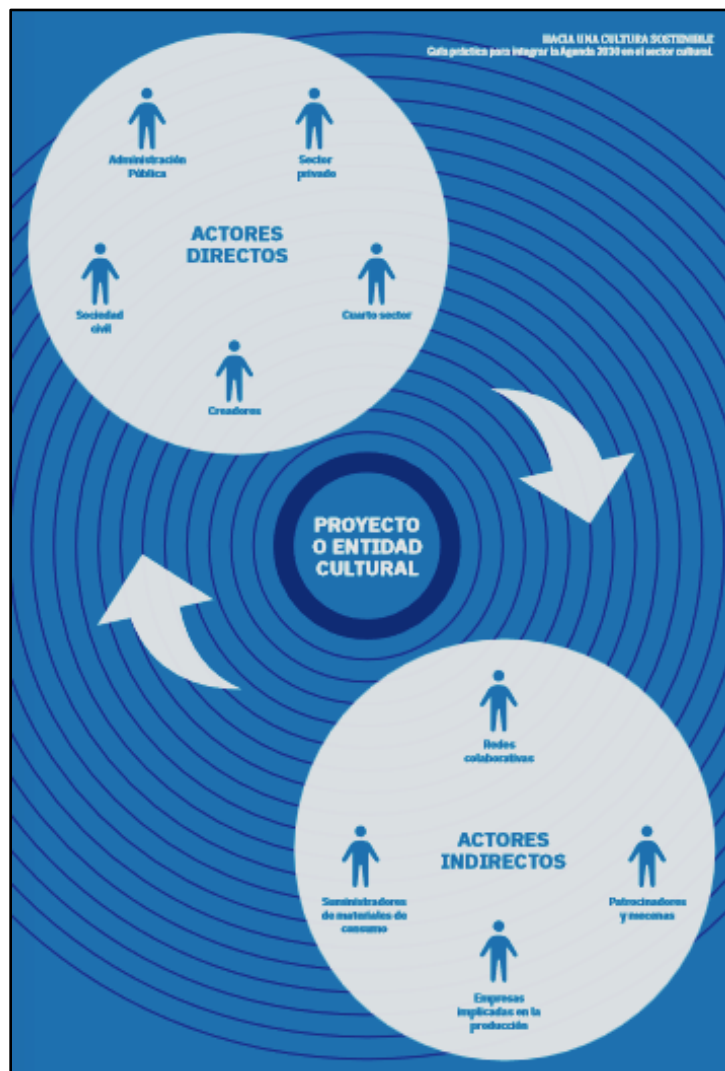 HACIA UNA CULTURA SOSTENIBLE
Guía práctica para integrar la Agenda 2030 en el sector cultural.
Administración
Pública
Sector
privado
ACTORES
DIRECTOS
Sociedad
civil
Cuarto sector
Creadores
PROYECTO
O ENTIDAD
CULTURAL
Redes
colaborativas
ACTORES
INDIRECTOS
Suministradores
de materiales de
consumo
Patrocinadores
y mecenas
Empresas
implicadas en la
producción